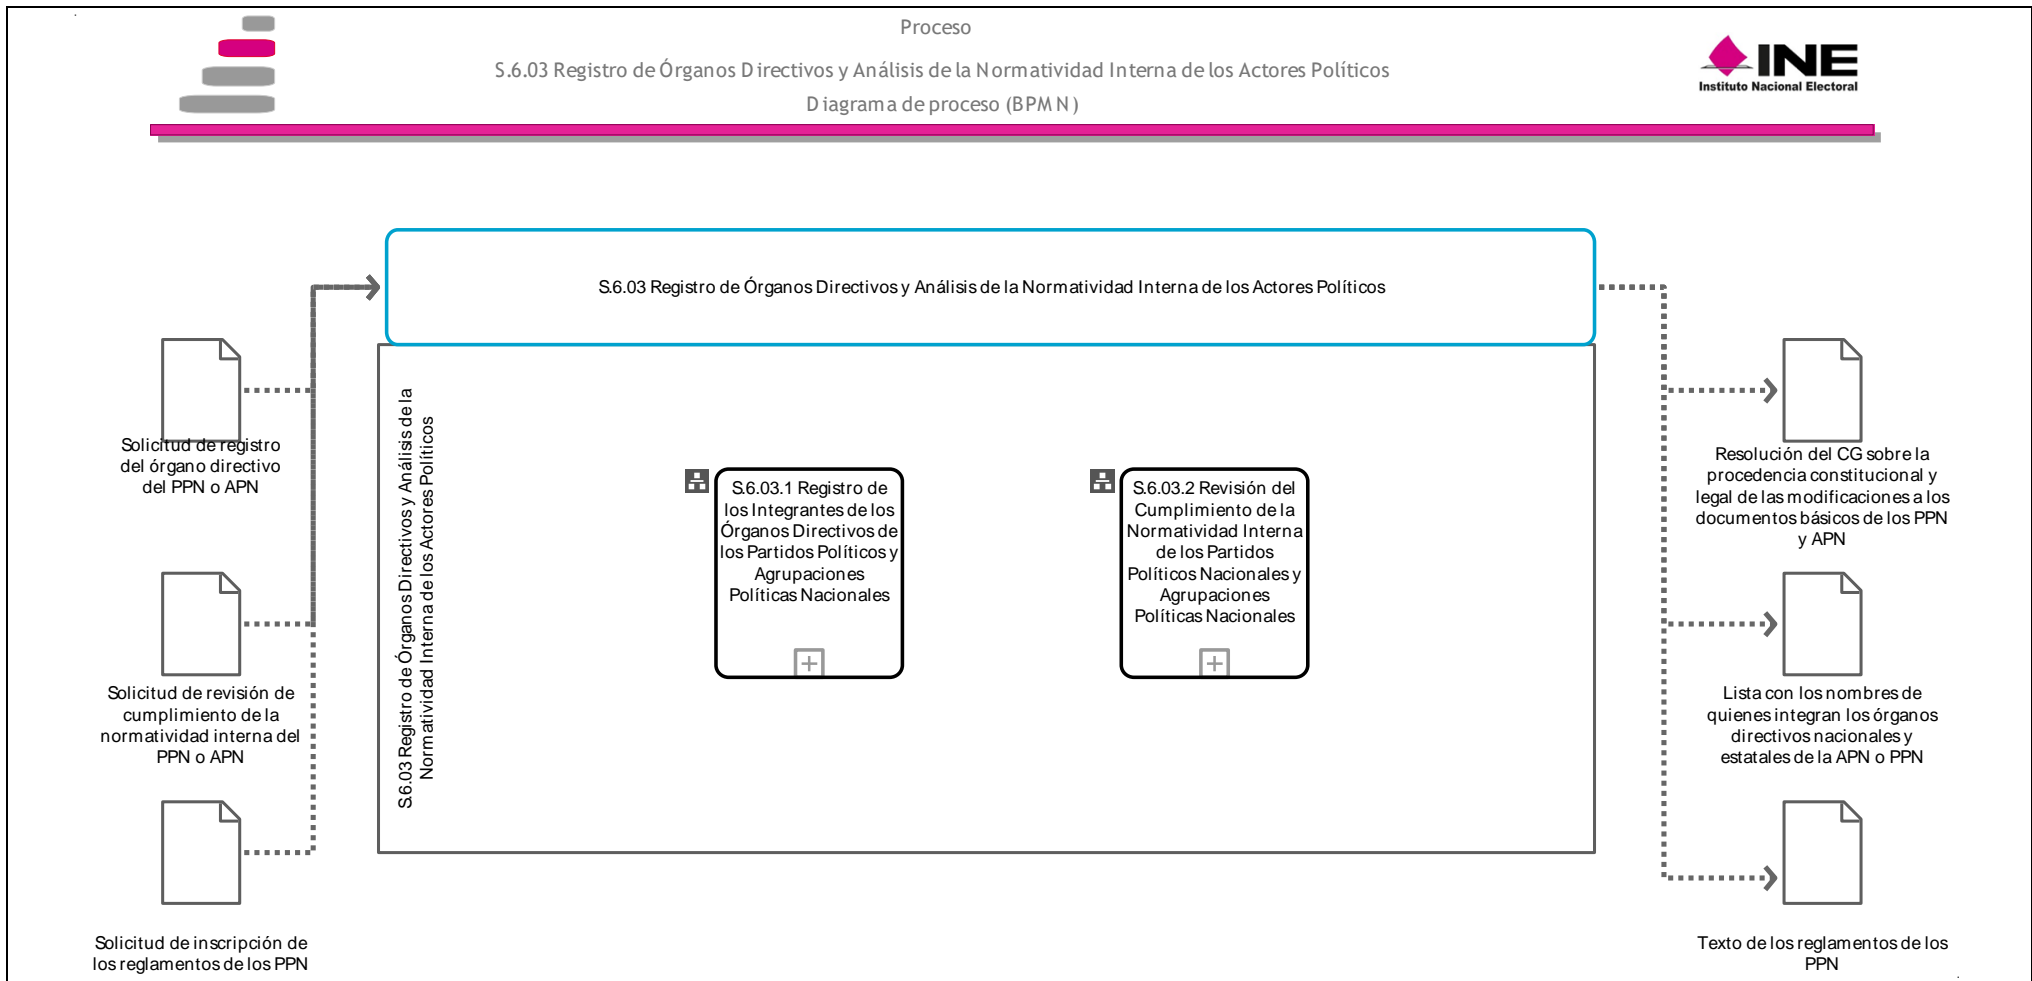 Proceso
S.6.03 Registro de Órganos Directivos y Análisis de la Normatividad Interna de los Actores Políticos
Diagrama de proceso (BPMN)
INE
Instituto Nacional Electoral
S.6.03 Registro de Órganos Directivos y Análisis de la Normatividad Interna de los Actores Políticos
Solicitud de registro
del órgano directivo
del PPN o APN
Solicitud de revisión de
cumplimiento de la
normatividad interna del
PPN o APN
Solicitud de inscripción de
los reglamentos de los PPN
S.6.03 Registro de Órganos Directivos y Análisis de la
Normatividad Interna de los Actores Políticos
S.6.03.1 Registro de
los Integrantes de los
Órganos Directivos de
los Partidos Políticos y
Agrupaciones
Políticas Nacionales
S.6.03.2 Revisión del
Cumplimiento de la
Normatividad Interna
de los Partidos
Políticos Nacionales y
Agrupaciones
Políticas Nacionales
Resolución del CG sobre la
procedencia constitucional y
legal de las modificaciones a los
documentos básicos de los PPN
y APN
Lista con los nombres de
quienes integran los órganos
directivos nacionales y
estatales de la APN o PPN
Texto de los reglamentos de los
PPN